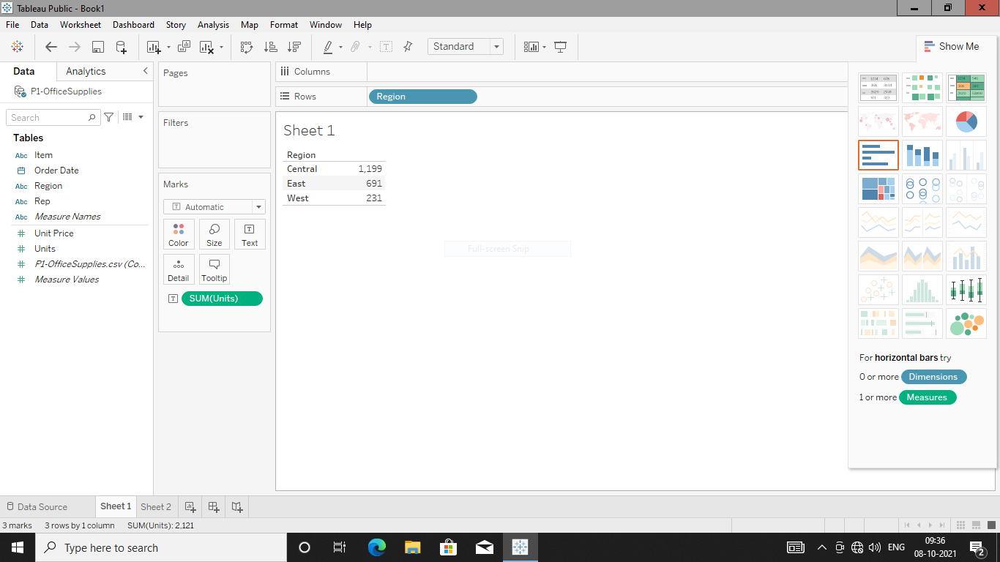 Tableau Public - Book1
File Data Worksheet Dashboard Story Analysis Map Format Window Help
Standard
Show Me
Data Analytics
P1-OfficeSupplies
Search
Tables
Abc Item
Order Date
Abc Region
Abc Rep
Abc Measure Names
# Unit Price
# Units
# P1-OfficeSupplies.csv (Co...
# Measure Values
Pages
Filters
Marks
Automatic
Color Size Text
Detail Tooltip
SUM(Units)
Columns
Rows Region
Sheet 1
Region
Central 1,199
East 691
West 231
Full-screen Snip
For horizontal bars try
0 or more Dimensions
1 or more Measures
Data Source Sheet 1 Sheet 2
3 marks 3 rows by 1 column SUM(Units): 2,121
Type here to search
ENG
09:36
08-10-2021
2